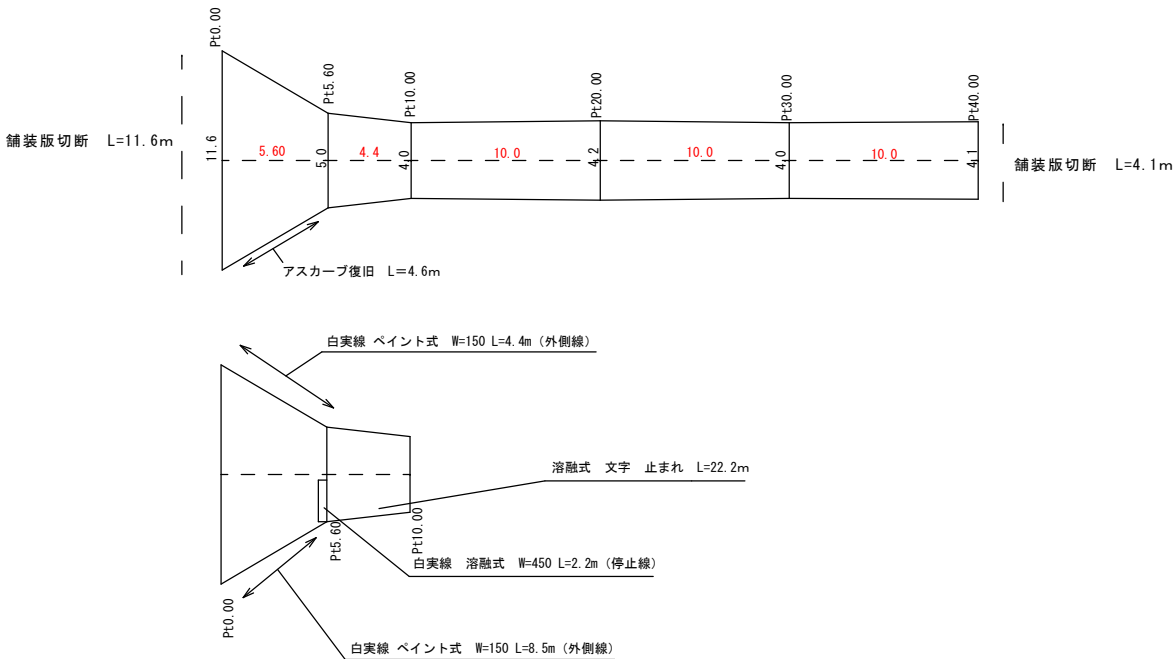 Pt0.00
Pt5.60
Pt10.00
Pt20.00
Pt30.00
Pt40.00
舗装版切断 L=11.6m
11.6
5.60
5.0
4.4
4.0
10.0
4.2
10.0
4.0
10.0
4.1
舗装版切断 L=4.1m
アスカーブ復旧 L=4.6m
白実線 ペイント式 W=150 L=4.4m(外側線)
溶融式 文字 止まれ L=22.2m
Pt5.60
Pt10.00
白実線 溶融式 W=450 L=2.2m(停止線)
Pt0.00
白実線 ペイント式 W=150 L=8.5m(外側線)